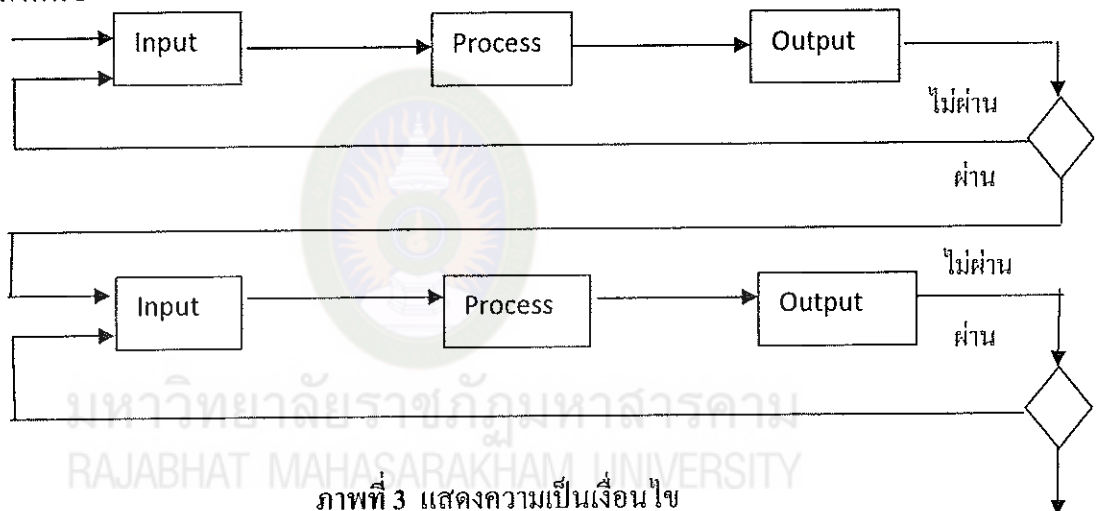 Input Process Output
ไม่ผ่าน
ผ่าน
ไม่ผ่าน
Input Process Output
ผ่าน
มหาวิทยาลัยราชภัฏมหาสารคาม
RAJABHAT MAHASARAKHAM UNIVERSITY
ภาพที่ 3 แสดงความเป็นเงื่อนไข